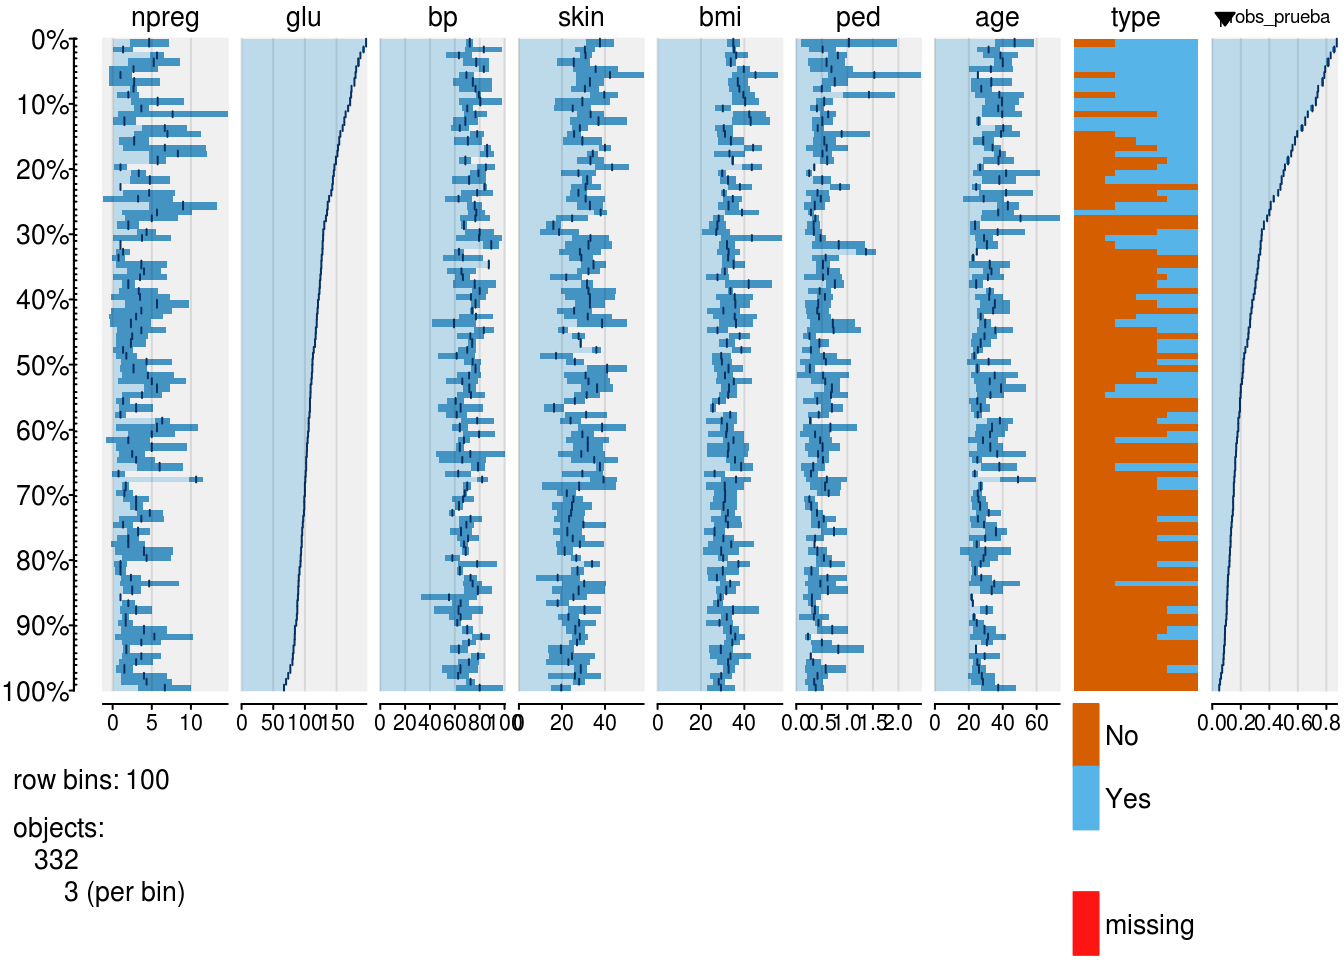 npreg glu bp skin bmi ped age type probs_prueba
0%
10%
20%
30%
40%
50%
60%
70%
80%
90%
100%
0 5 10 0 50 100 150 0 20 40 60 80 100 0 20 40 0 20 40 0.0 0.5 1.0 1.5 2.0 0 20 40 60 0.0 0.2 0.4 0.6 0.8
No
row bins: 100
Yes
objects:
332
3 (per bin)
missing